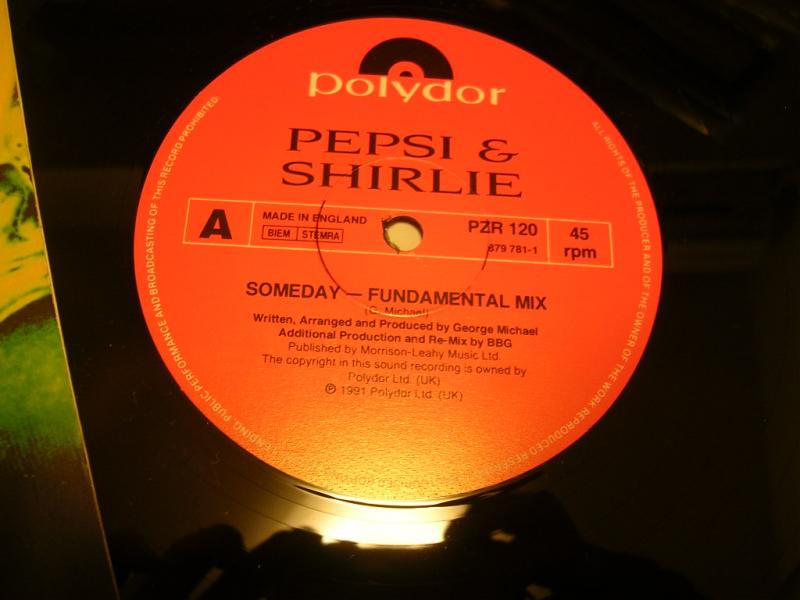 polydor
PEPSI &
SHIRLIE
A
MADE IN ENGLAND
BIEM STEMRA
PZR 120
879 781-1
45
rpm
SOMEDAY — FUNDAMENTAL MIX
(G. Michael)
Written, Arranged and Produced by George Michael
Additional Production and Re-Mix by BBG
Published by Morrison-Leahy Music Ltd.
The copyright in this sound recording is owned by
Polydor Ltd. (UK)
℗ 1991 Polydor Ltd. (UK)
ALL RIGHTS OF THE PRODUCER AND OF THE OWNER OF THE WORK REPRODUCED RESER
LENDING, PUBLIC PERFORMANCE AND BROADCASTING OF THIS RECORD PROHIBITED